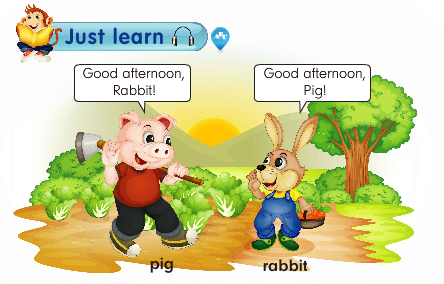 Just learn
Good afternoon,
Rabbit!
Good afternoon,
Pig!
pig
rabbit